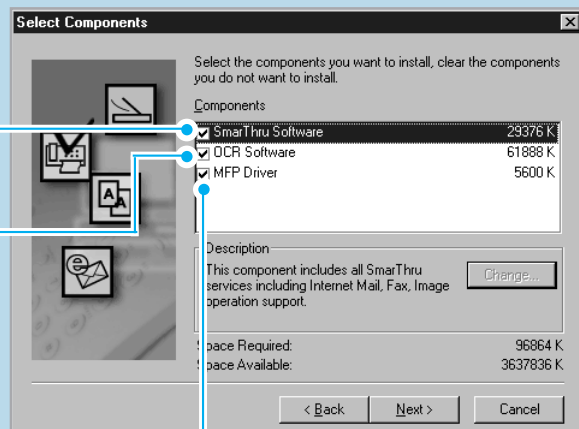 Select Components
Select the components you want to install, clear the components
you do not want to install.
Components
SmarThru Software 29376 K
OCR Software 61888 K
MFP Driver 5600 K
Description
This component includes all SmarThru
services including Internet Mail, Fax, Image
operation support.
Change...
Space Required: 96864 K
Space Available: 3637836 K
< Back
Next >
Cancel